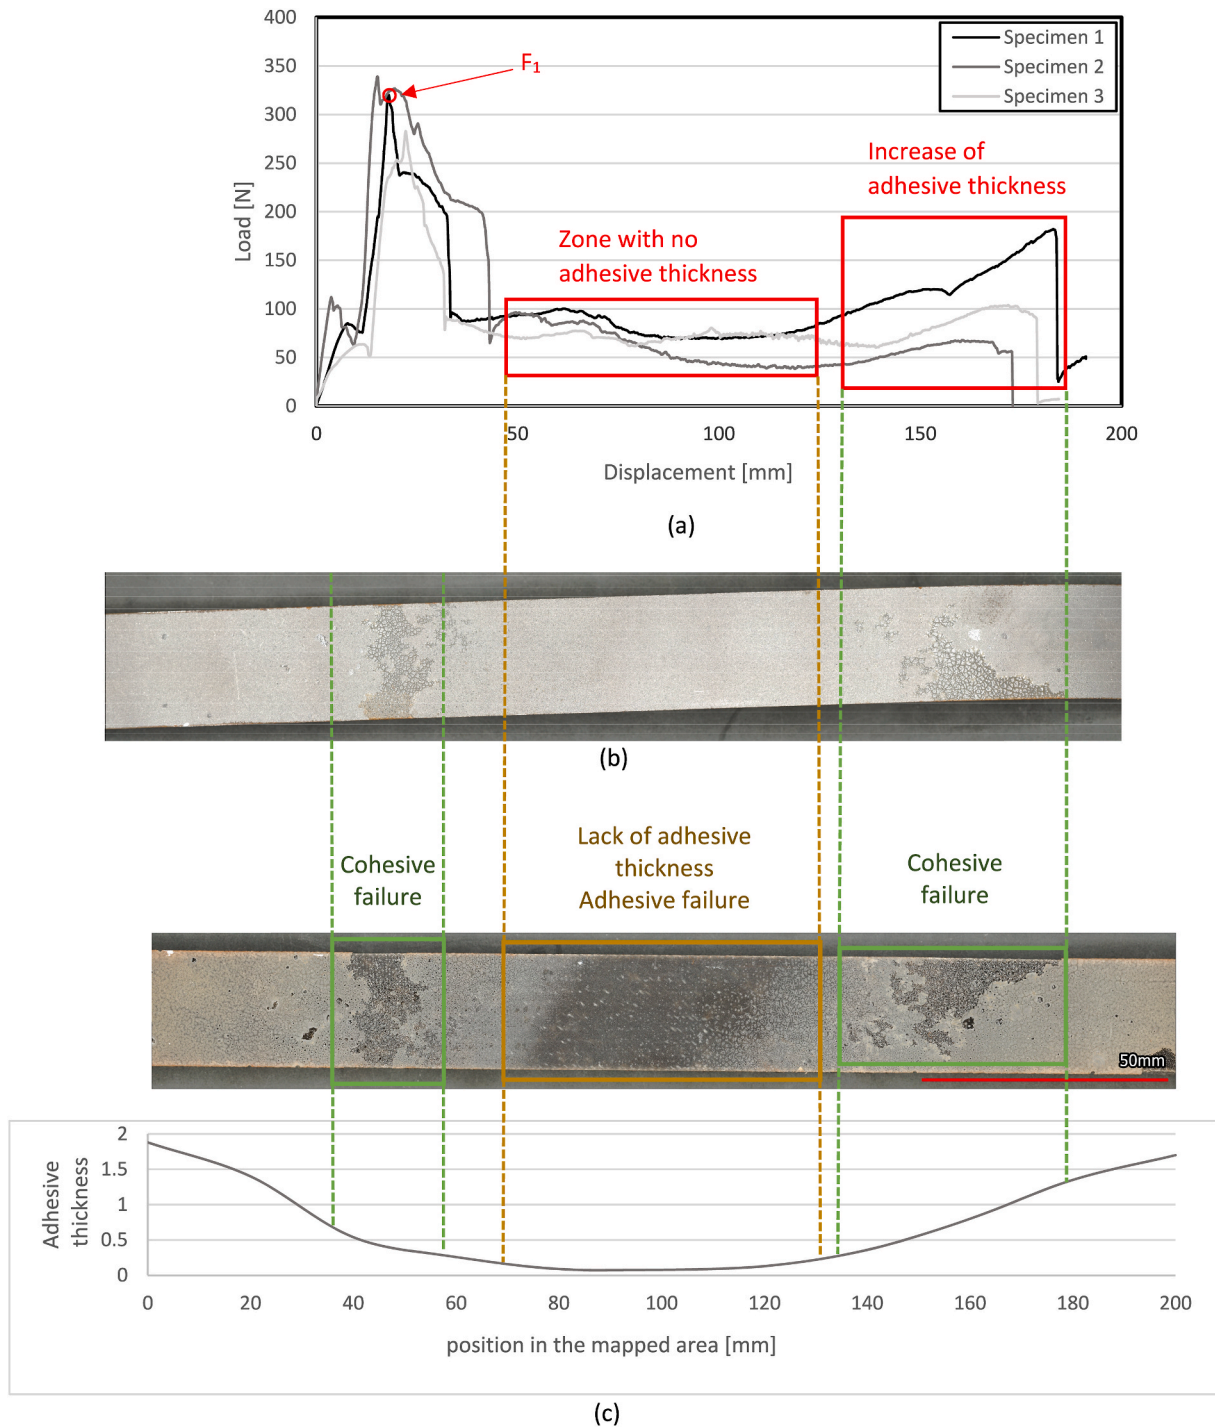 400
350
300
250
200
150
100
50
0
Load [N]
F1
Specimen 1
Specimen 2
Specimen 3
Increase of
adhesive thickness
Zone with no
adhesive thickness
0 50 100 150 200
Displacement [mm]
(a)
(b)
Cohesive
failure
Lack of adhesive
thickness
Adhesive failure
Cohesive
failure
50mm
Adhesive
thickness
2
1.5
1
0.5
0
0 20 40 60 80 100 120 140 160 180 200
position in the mapped area [mm]
(c)